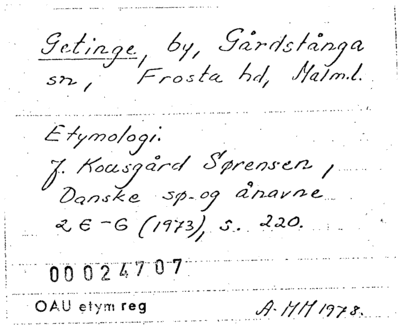 Getinge, by, Gårdstånga
sn, Frosta hd, Malm.l.
Etymologi.
J. Kousgård Sørensen,
Danske sø- og ånavne
2 E-G (1973), s. 220.
00024707
OAU etym reg
A-MM 1978.